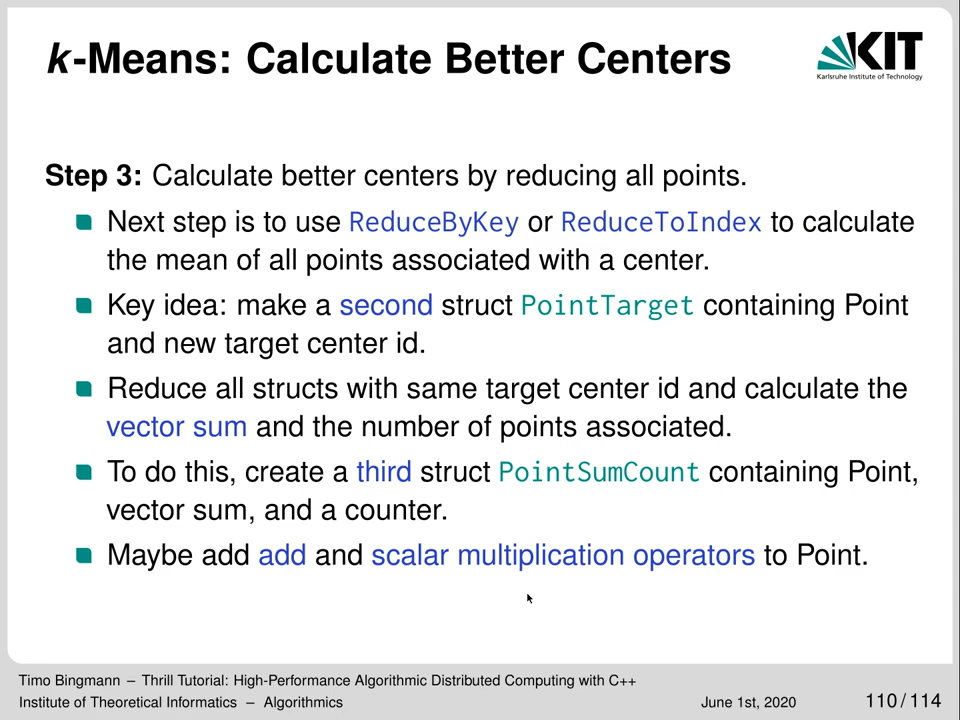 k-Means: Calculate Better Centers
KIT
Karlsruhe Institute of Technology
Step 3: Calculate better centers by reducing all points.
Next step is to use ReduceByKey or ReduceToIndex to calculate
the mean of all points associated with a center.
Key idea: make a second struct PointTarget containing Point
and new target center id.
Reduce all structs with same target center id and calculate the
vector sum and the number of points associated.
To do this, create a third struct PointSumCount containing Point,
vector sum, and a counter.
Maybe add add and scalar multiplication operators to Point.
Timo Bingmann – Thrill Tutorial: High-Performance Algorithmic Distributed Computing with C++
Institute of Theoretical Informatics – Algorithmics June 1st, 2020 110 / 114